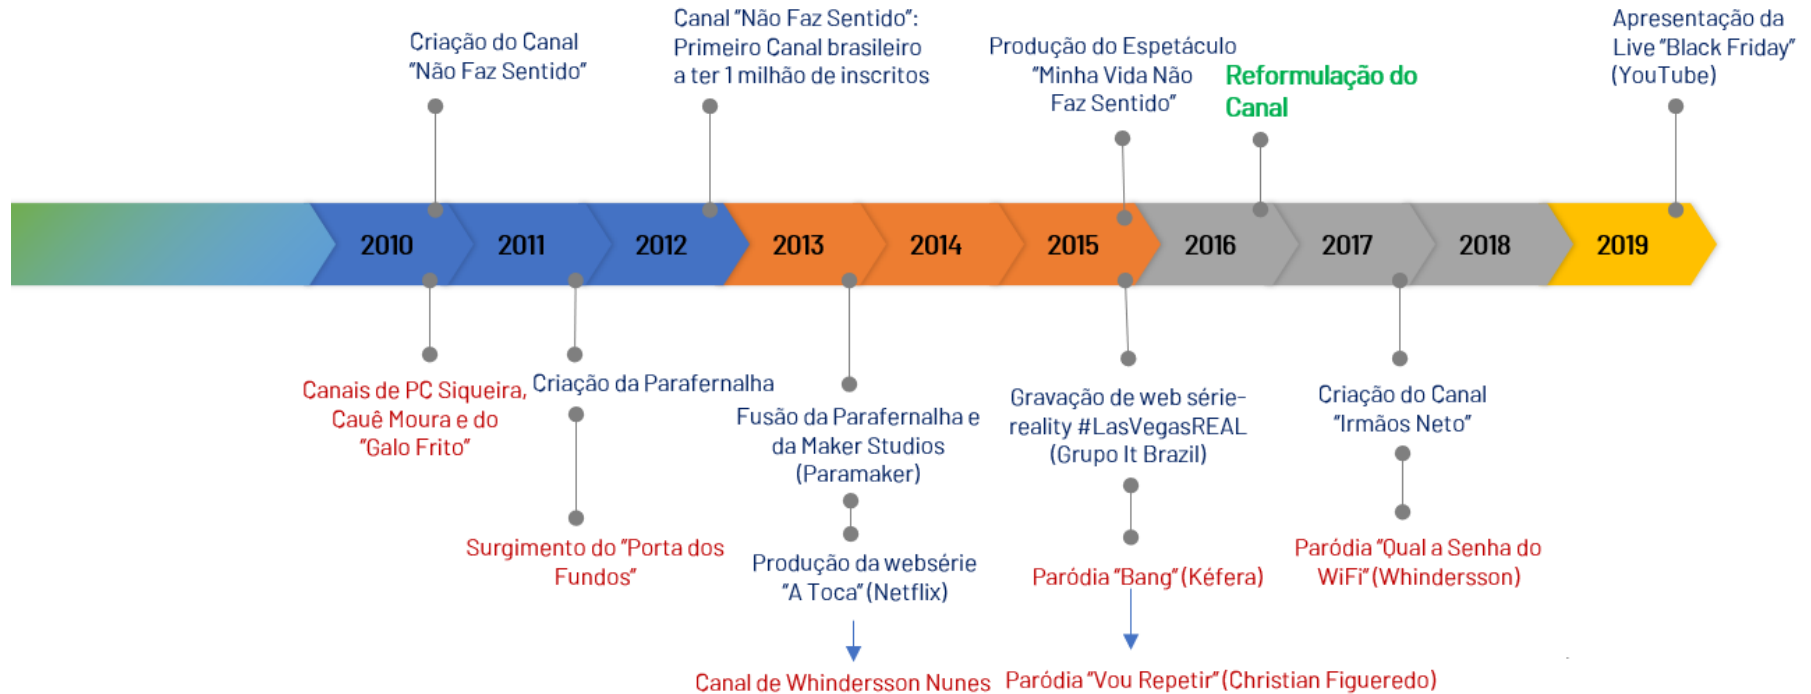 Criação do Canal
"Não Faz Sentido"
Canal "Não Faz Sentido":
Primeiro Canal brasileiro
a ter 1 milhão de inscritos
Produção do Espetáculo
"Minha Vida Não
Faz Sentido"
Reformulação do
Canal
Apresentação da
Live "Black Friday"
(YouTube)
2010
2011
2012
2013
2014
2015
2016
2017
2018
2019
Canais de PC Siqueira,
Cauê Moura e do
"Galo Frito"
Criação da Parafernalha
Surgimento do "Porta dos
Fundos"
Fusão da Parafernalha e
da Maker Studios
(Paramaker)
Produção da websérie
"A Toca" (Netflix)
Canal de Whindersson Nunes
Gravação de web série-
reality #LasVegasREAL
(Grupo It Brazil)
Paródia "Bang" (Kéfera)
Paródia "Vou Repetir" (Christian Figueredo)
Criação do Canal
"Irmãos Neto"
Paródia "Qual a Senha do
WiFi" (Whindersson)